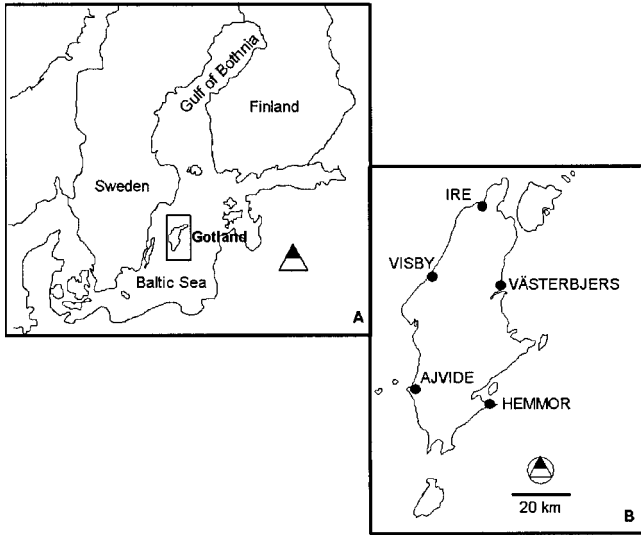 Gulf of Bothnia
Finland
Sweden
Gotland
Baltic Sea
A
IRE
VISBY
VÄSTERBJERS
AJVIDE
HEMMOR
20 km
B